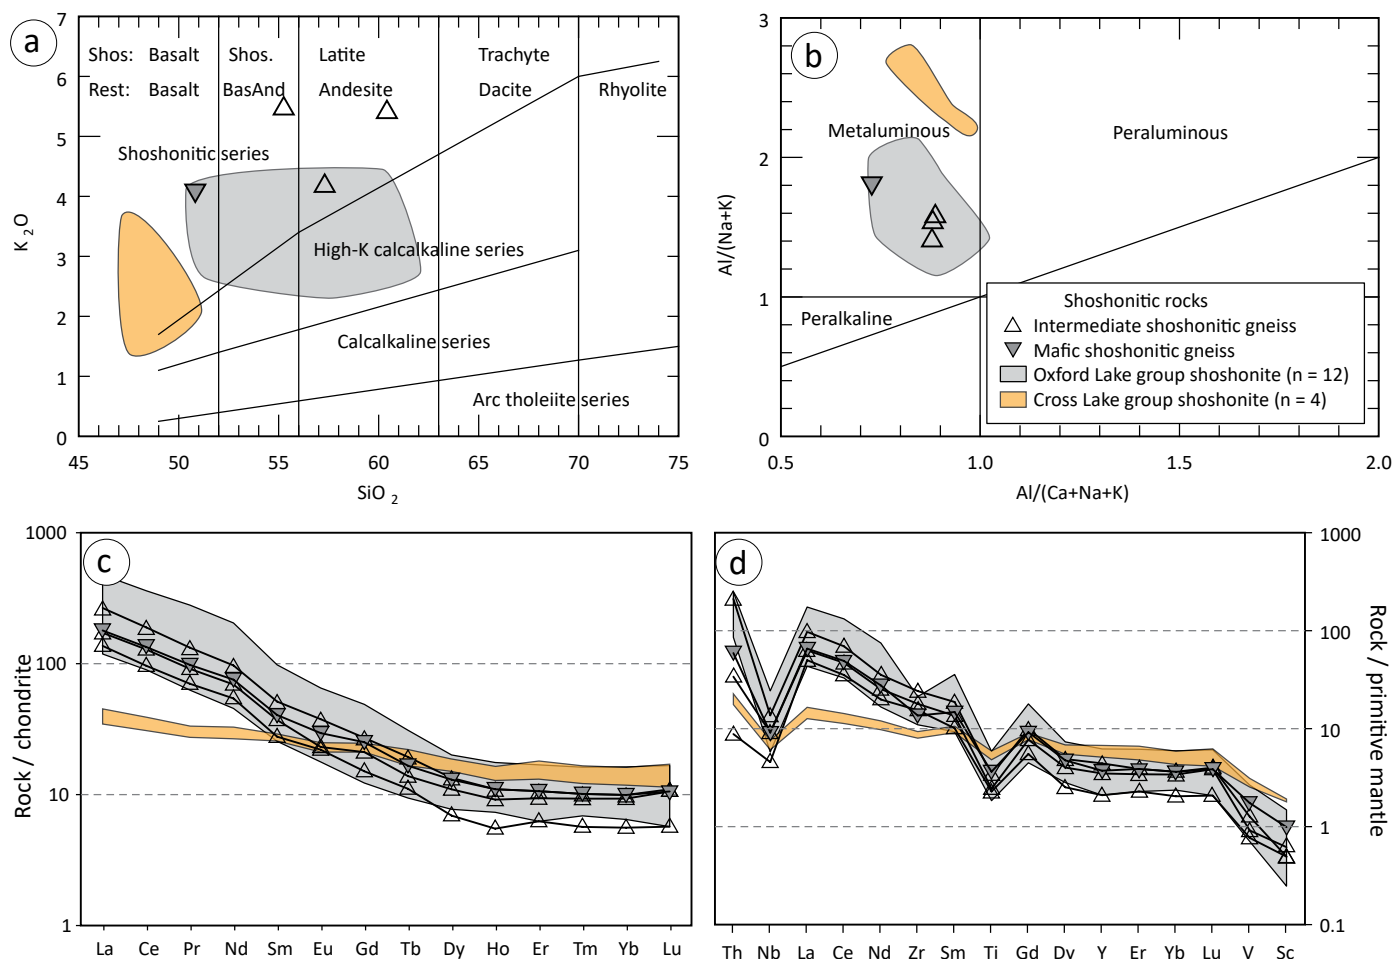 a
7
6
5
4
3
2
1
0
K2O
Shos: Basalt Shos. Latite Trachyte
Rest: Basalt BasAnd Andesite Dacite Rhyolite
Shoshonitic series
High-K calcalkaline series
Calcalkaline series
Arc tholeiite series
45 50 55 60 65 70 75
SiO2
b
3
2
1
0
Al/(Na+K)
Metaluminous Peraluminous
Peralkaline
Shoshonitic rocks
Intermediate shoshonitic gneiss
Mafic shoshonitic gneiss
Oxford Lake group shoshonite (n = 12)
Cross Lake group shoshonite (n = 4)
0.5 1.0 1.5 2.0
Al/(Ca+Na+K)
c
1000
100
10
1
Rock / chondrite
La Ce Pr Nd Sm Eu Gd Tb Dy Ho Er Tm Yb Lu
d
1000
100
10
1
0.1
Rock / primitive mantle
Th Nb La Ce Nd Zr Sm Ti Gd Dy Y Er Yb Lu V Sc